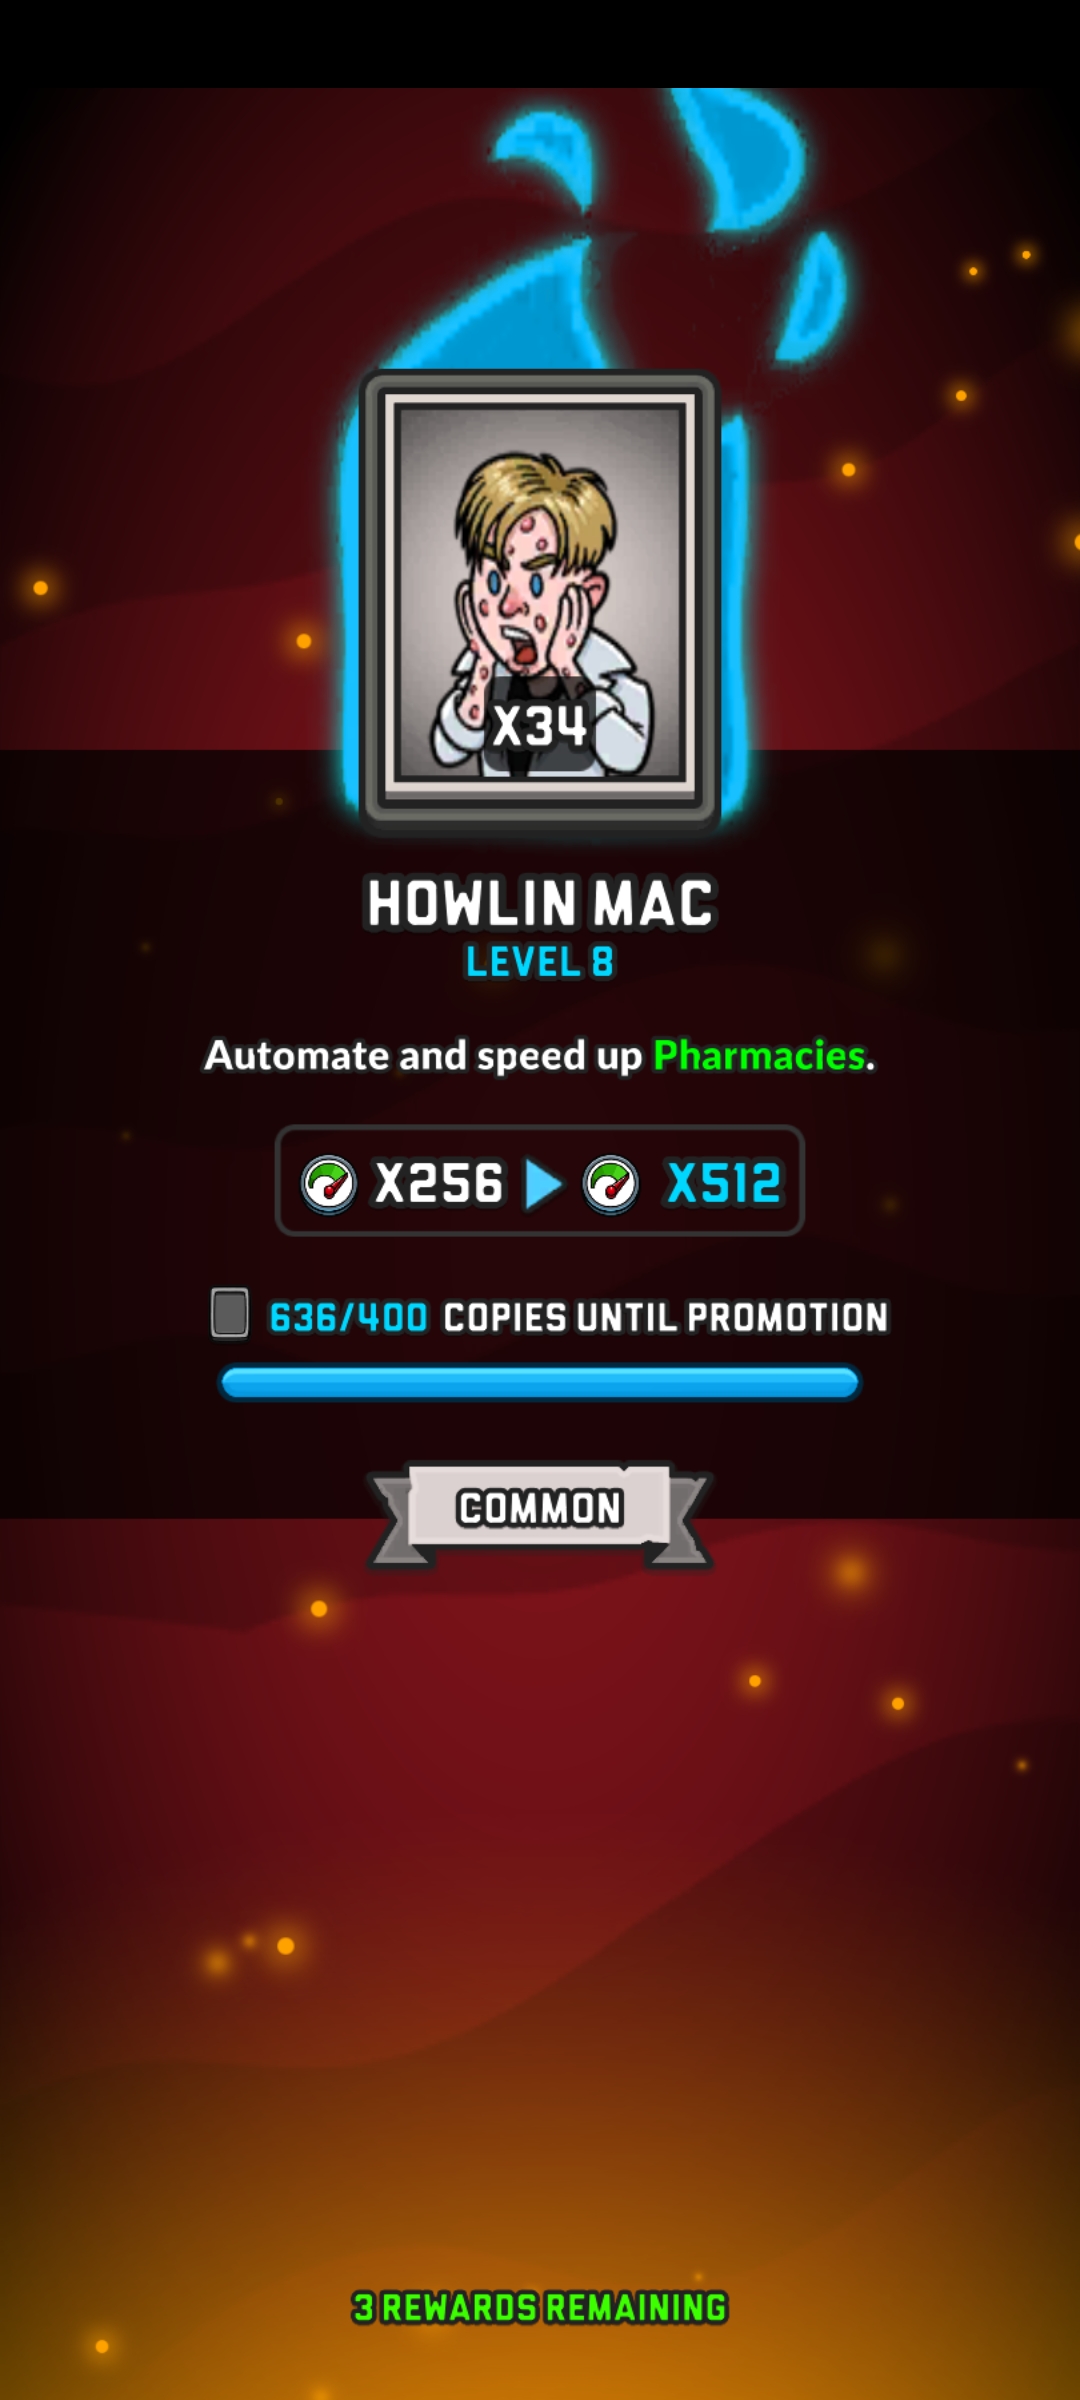 X34
HOWLIN MAC
LEVEL 8
Automate and speed up Pharmacies.
X256 X512
636/400 COPIES UNTIL PROMOTION
COMMON
3 REWARDS REMAINING